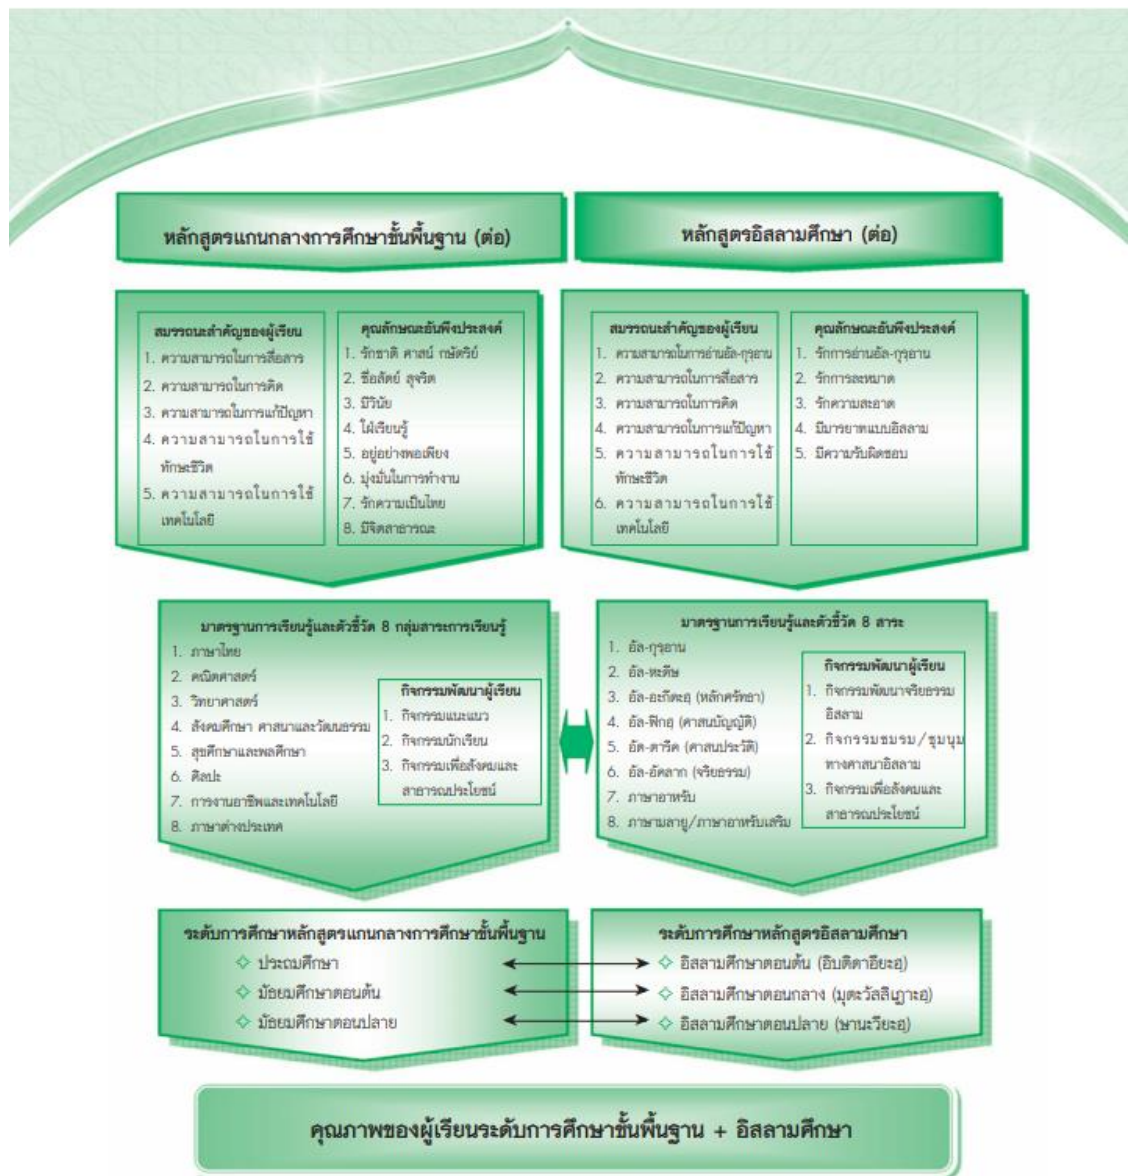 หลักสูตรแกนกลางการศึกษาขั้นพื้นฐาน (ต่อ)
หลักสูตรอิสลามศึกษา (ต่อ)
สมรรถนะสำคัญของผู้เรียน
1. ความสามารถในการสื่อสาร
2. ความสามารถในการคิด
3. ความสามารถในการแก้ปัญหา
4. ความสามารถในการใช้
ทักษะชีวิต
5. ความสามารถในการใช้
เทคโนโลยี
คุณลักษณะอันพึงประสงค์
1. รักชาติ ศาสน์ กษัตริย์
2. ซื่อสัตย์ สุจริต
3. มีวินัย
4. ใฝ่เรียนรู้
5. อยู่อย่างพอเพียง
6. มุ่งมั่นในการทำงาน
7. รักความเป็นไทย
8. มีจิตสาธารณะ
สมรรถนะสำคัญของผู้เรียน
1. ความสามารถในการอ่านอัล-กุรอาน
2. ความสามารถในการสื่อสาร
3. ความสามารถในการคิด
4. ความสามารถในการแก้ปัญหา
5. ความสามารถในการใช้
ทักษะชีวิต
6. ความสามารถในการใช้
เทคโนโลยี
คุณลักษณะอันพึงประสงค์
1. รักการอ่านอัล-กุรอาน
2. รักการละหมาด
3. รักความสะอาด
4. มีมารยาทแบบอิสลาม
5. มีความรับผิดชอบ
มาตรฐานการเรียนรู้และตัวชี้วัด 8 กลุ่มสาระการเรียนรู้
1. ภาษาไทย
2. คณิตศาสตร์
3. วิทยาศาสตร์
4. สังคมศึกษา ศาสนาและวัฒนธรรม
5. สุขศึกษาและพลศึกษา
6. ศิลปะ
7. การงานอาชีพและเทคโนโลยี
8. ภาษาต่างประเทศ
กิจกรรมพัฒนาผู้เรียน
1. กิจกรรมแนะแนว
2. กิจกรรมนักเรียน
3. กิจกรรมเพื่อสังคมและ
สาธารณประโยชน์
มาตรฐานการเรียนรู้และตัวชี้วัด 8 สาระ
1. อัล-กุรอาน
2. อัล-หะดีษ
3. อัล-อะกีดะฮฺ (หลักศรัทธา)
4. อัล-ฟิกฮฺ (ศาสนบัญญัติ)
5. อัต-ตารีค (ศาสนประวัติ)
6. อัล-อัคลาก (จริยธรรม)
7. ภาษาอาหรับ
8. ภาษามลายู/ภาษาอาหรับเสริม
กิจกรรมพัฒนาผู้เรียน
1. กิจกรรมพัฒนาจริยธรรม
อิสลาม
2. กิจกรรมชมรม/ชุมนุม
ทางศาสนาอิสลาม
3. กิจกรรมเพื่อสังคมและ
สาธารณประโยชน์
ระดับการศึกษาหลักสูตรแกนกลางการศึกษาขั้นพื้นฐาน
ประถมศึกษา
มัธยมศึกษาตอนต้น
มัธยมศึกษาตอนปลาย
ระดับการศึกษาหลักสูตรอิสลามศึกษา
อิสลามศึกษาตอนต้น (อิบติดาอียะฮฺ)
อิสลามศึกษาตอนกลาง (มุตะวัสสิเฏาะฮฺ)
อิสลามศึกษาตอนปลาย (ษานะวียะฮฺ)
คุณภาพของผู้เรียนระดับการศึกษาขั้นพื้นฐาน + อิสลามศึกษา